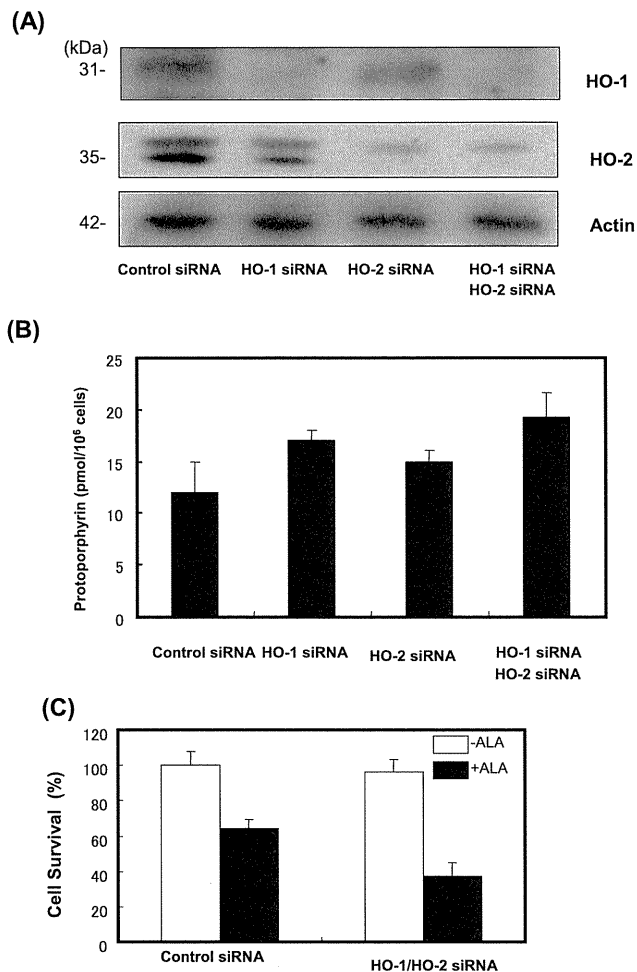 (A)
(kDa)
31-
HO-1
35-
HO-2
42-
Actin
Control siRNA HO-1 siRNA HO-2 siRNA HO-1 siRNA
HO-2 siRNA
(B)
Protoporphyrin (pmol/10⁶ cells)
25
20
15
10
5
0
Control siRNA HO-1 siRNA HO-2 siRNA HO-1 siRNA
HO-2 siRNA
(C)
Cell Survival (%)
120
100
80
60
40
20
0
-ALA
+ALA
Control siRNA HO-1/HO-2 siRNA